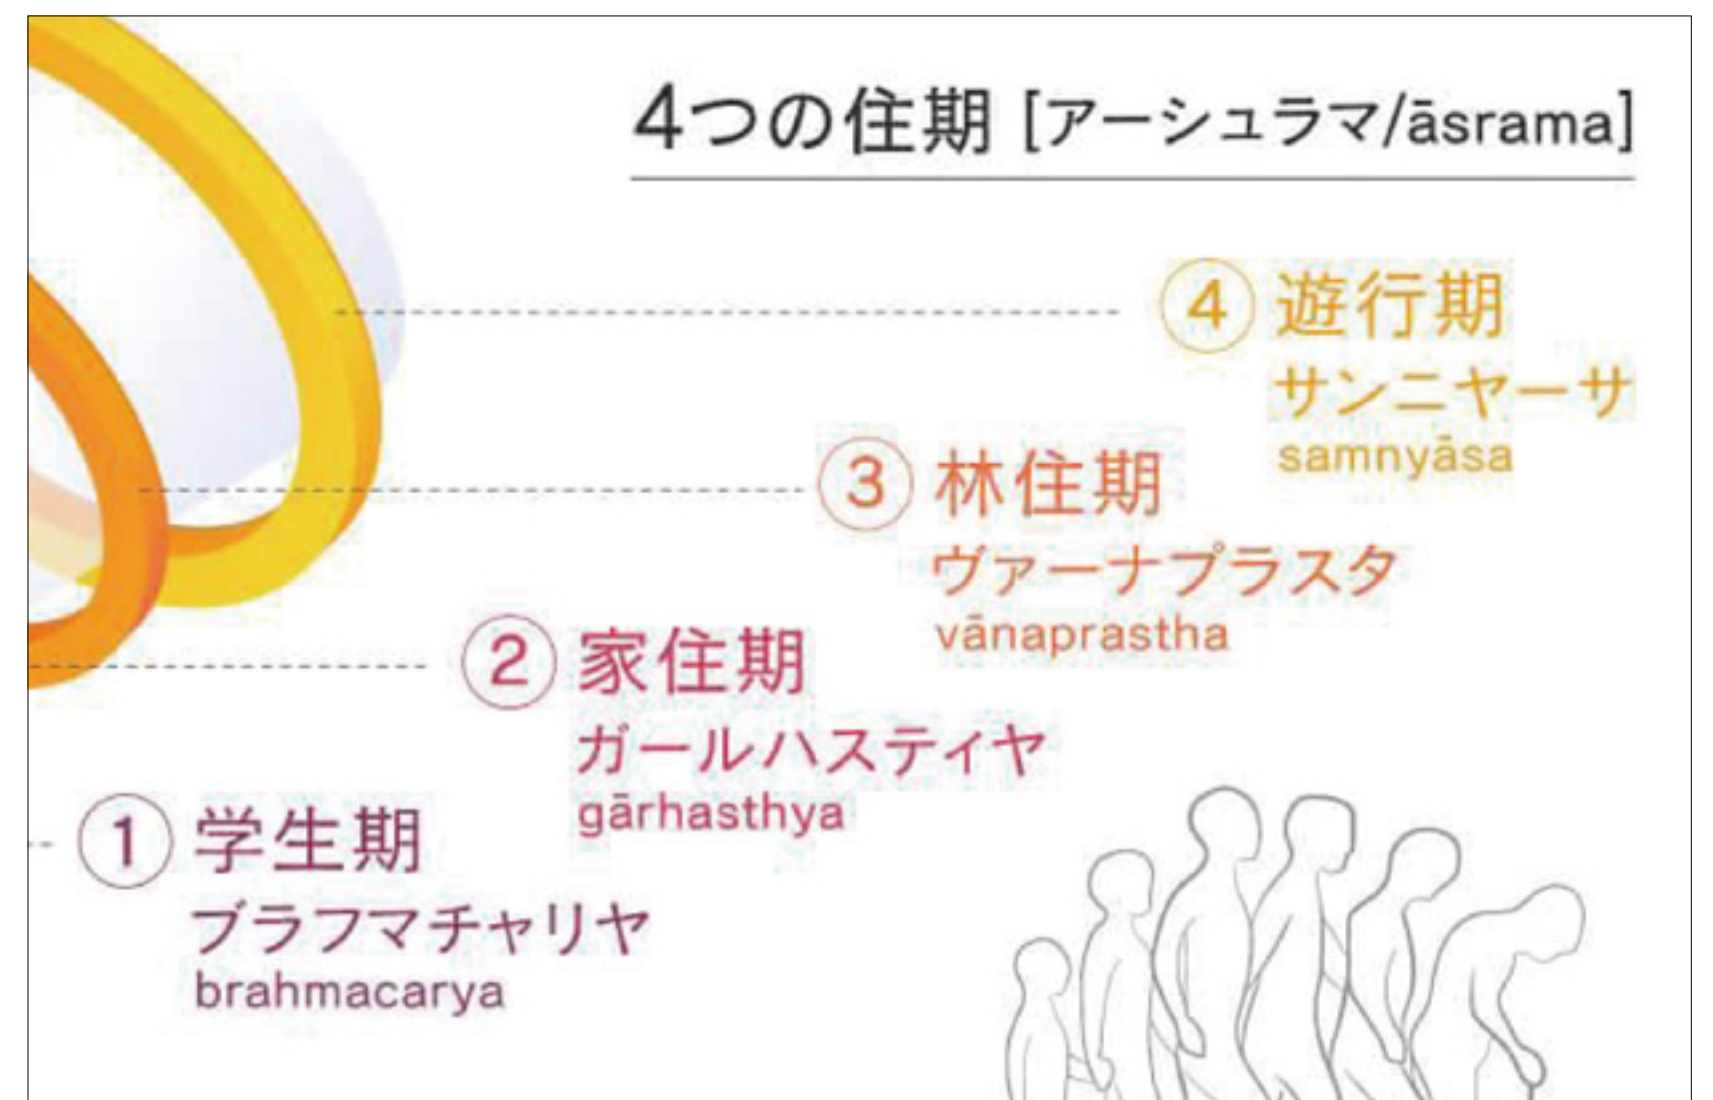 4つの住期 [アーシュラマ/āsrama]
④ 遊行期
サンニヤーサ
samnyāsa
③ 林住期
ヴァーナプラスタ
vānaprastha
② 家住期
ガールハスティヤ
gārhasthya
① 学生期
ブラフマチャリヤ
brahmacarya